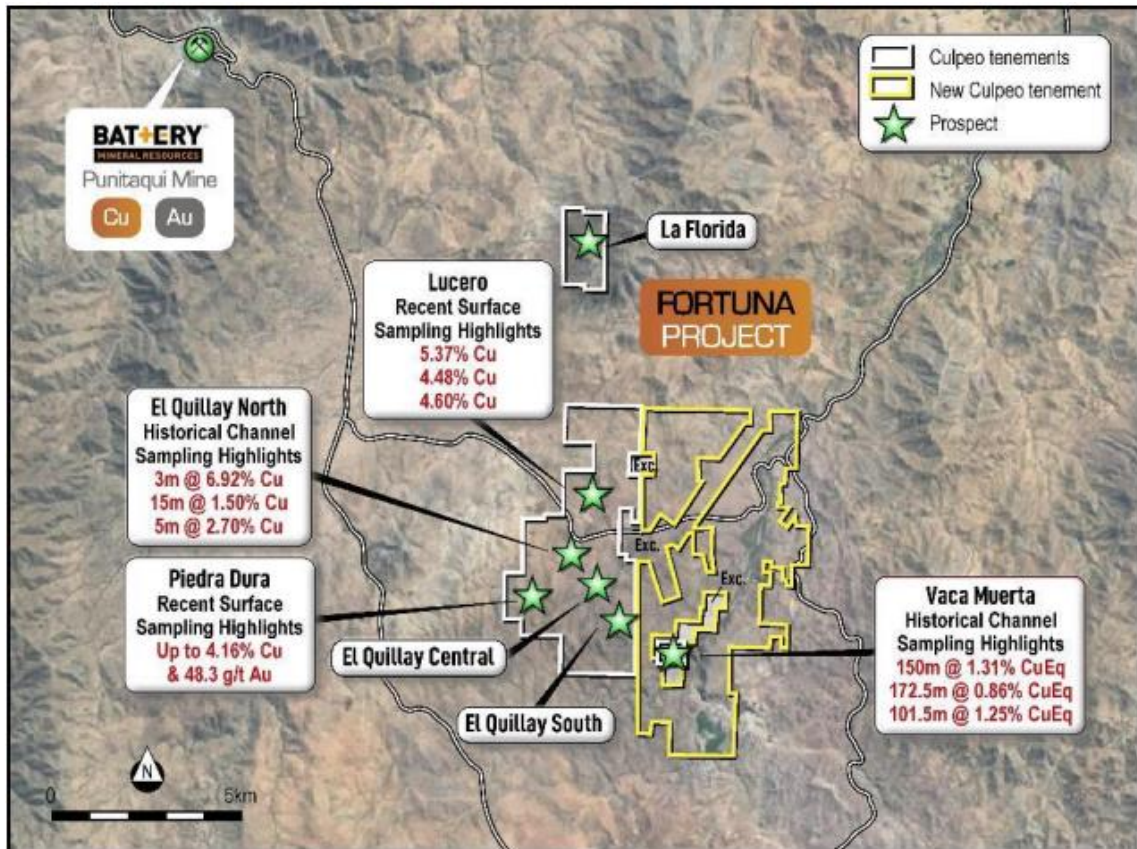 Culpeo tenements
New Culpeo tenement
Prospect
BATTERY
MINERAL RESOURCES
Punitaqui Mine
Cu Au
La Florida
FORTUNA
PROJECT
Lucero
Recent Surface
Sampling Highlights
5.37% Cu
4.48% Cu
4.60% Cu
El Quillay North
Historical Channel
Sampling Highlights
3m @ 6.92% Cu
15m @ 1.50% Cu
5m @ 2.70% Cu
Exc.
Exc.
Exc.
Piedra Dura
Recent Surface
Sampling Highlights
Up to 4.16% Cu
& 48.3 g/t Au
El Quillay Central
El Quillay South
Vaca Muerta
Historical Channel
Sampling Highlights
150m @ 1.31% CuEq
172.5m @ 0.86% CuEq
101.5m @ 1.25% CuEq
N
0 5km